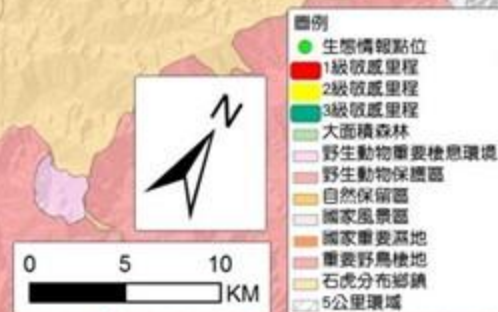 圖例
生態情報點位
1級敏感里程
2級敏感里程
3級敏感里程
大面積森林
野生動物重要棲息環境
野生動物保護區
自然保留區
國家風景區
國家重要濕地
重要野鳥棲地
石虎分布鄉鎮
5公里環域
N
0 5 10
KM